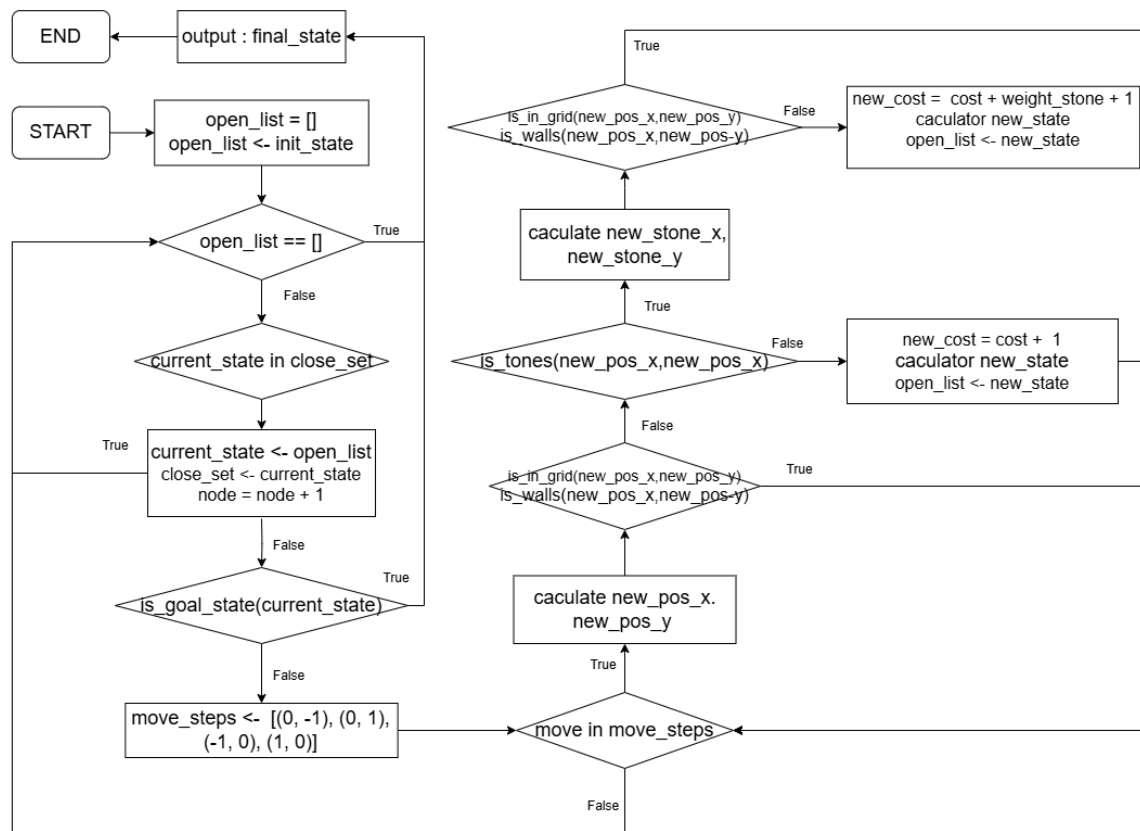 END
output : final_state
START
open_list = []
open_list <- init_state
open_list == []
True
False
current_state in close_set
True
current_state <- open_list
close_set <- current_state
node = node + 1
False
is_goal_state(current_state)
True
False
move_steps <- [(0, -1), (0, 1),
(-1, 0), (1, 0)]
move in move_steps
True
False
caculate new_pos_x.
new_pos_y
is_in_grid(new_pos_x,new_pos_y)
is_walls(new_pos_x,new_pos-y)
True
False
is_tones(new_pos_x,new_pos_x)
False
new_cost = cost + 1
caculator new_state
open_list <- new_state
True
caculate new_stone_x,
new_stone_y
is_in_grid(new_pos_x,new_pos_y)
is_walls(new_pos_x,new_pos-y)
True
False
new_cost = cost + weight_stone + 1
caculator new_state
open_list <- new_state